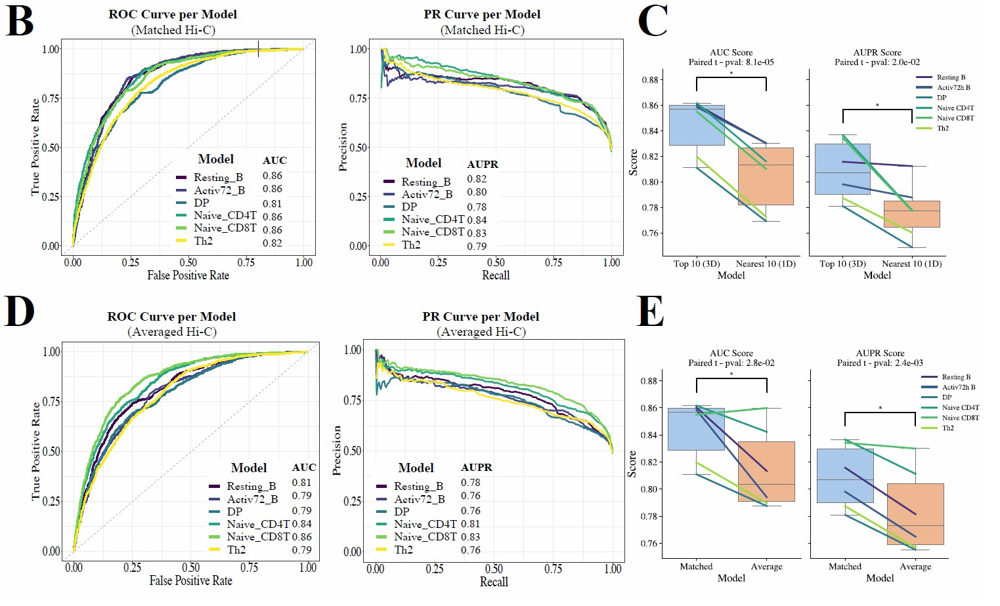 B
ROC Curve per Model
(Matched Hi-C)
True Positive Rate
1.00
0.75
0.50
0.25
0.00
0.00 0.25 0.50 0.75 1.00
False Positive Rate
Model AUC
Resting_B 0.86
Activ72_B 0.86
DP 0.81
Naive_CD4T 0.86
Naive_CD8T 0.86
Th2 0.82
PR Curve per Model
(Matched Hi-C)
Precision
1.00
0.75
0.50
0.25
0.00
0.00 0.25 0.50 0.75 1.00
Recall
Model AUPR
Resting_B 0.82
Activ72_B 0.80
DP 0.78
Naive_CD4T 0.84
Naive_CD8T 0.83
Th2 0.79
C
AUC Score
Paired t - pval: 8.1e-05
*
Score
0.88
0.86
0.84
0.82
0.80
0.78
0.76
Top 10 (3D) Nearest 10 (1D)
Model
AUPR Score
Paired t - pval: 2.0e-02
*
Resting B
Activ72h B
DP
Naive CD4T
Naive CD8T
Th2
Top 10 (3D) Nearest 10 (1D)
Model
D
ROC Curve per Model
(Averaged Hi-C)
True Positive Rate
1.00
0.75
0.50
0.25
0.00
0.00 0.25 0.50 0.75 1.00
False Positive Rate
Model AUC
Resting_B 0.81
Activ72_B 0.79
DP 0.79
Naive_CD4T 0.84
Naive_CD8T 0.86
Th2 0.79
PR Curve per Model
(Averaged Hi-C)
Precision
1.00
0.75
0.50
0.25
0.00
0.00 0.25 0.50 0.75 1.00
Recall
Model AUPR
Resting_B 0.78
Activ72_B 0.76
DP 0.76
Naive_CD4T 0.81
Naive_CD8T 0.83
Th2 0.76
E
AUC Score
Paired t - pval: 2.8e-02
*
Score
0.88
0.86
0.84
0.82
0.80
0.78
0.76
Matched Average
Model
AUPR Score
Paired t - pval: 2.4e-03
*
Resting B
Activ72h B
DP
Naive CD4T
Naive CD8T
Th2
Matched Average
Model